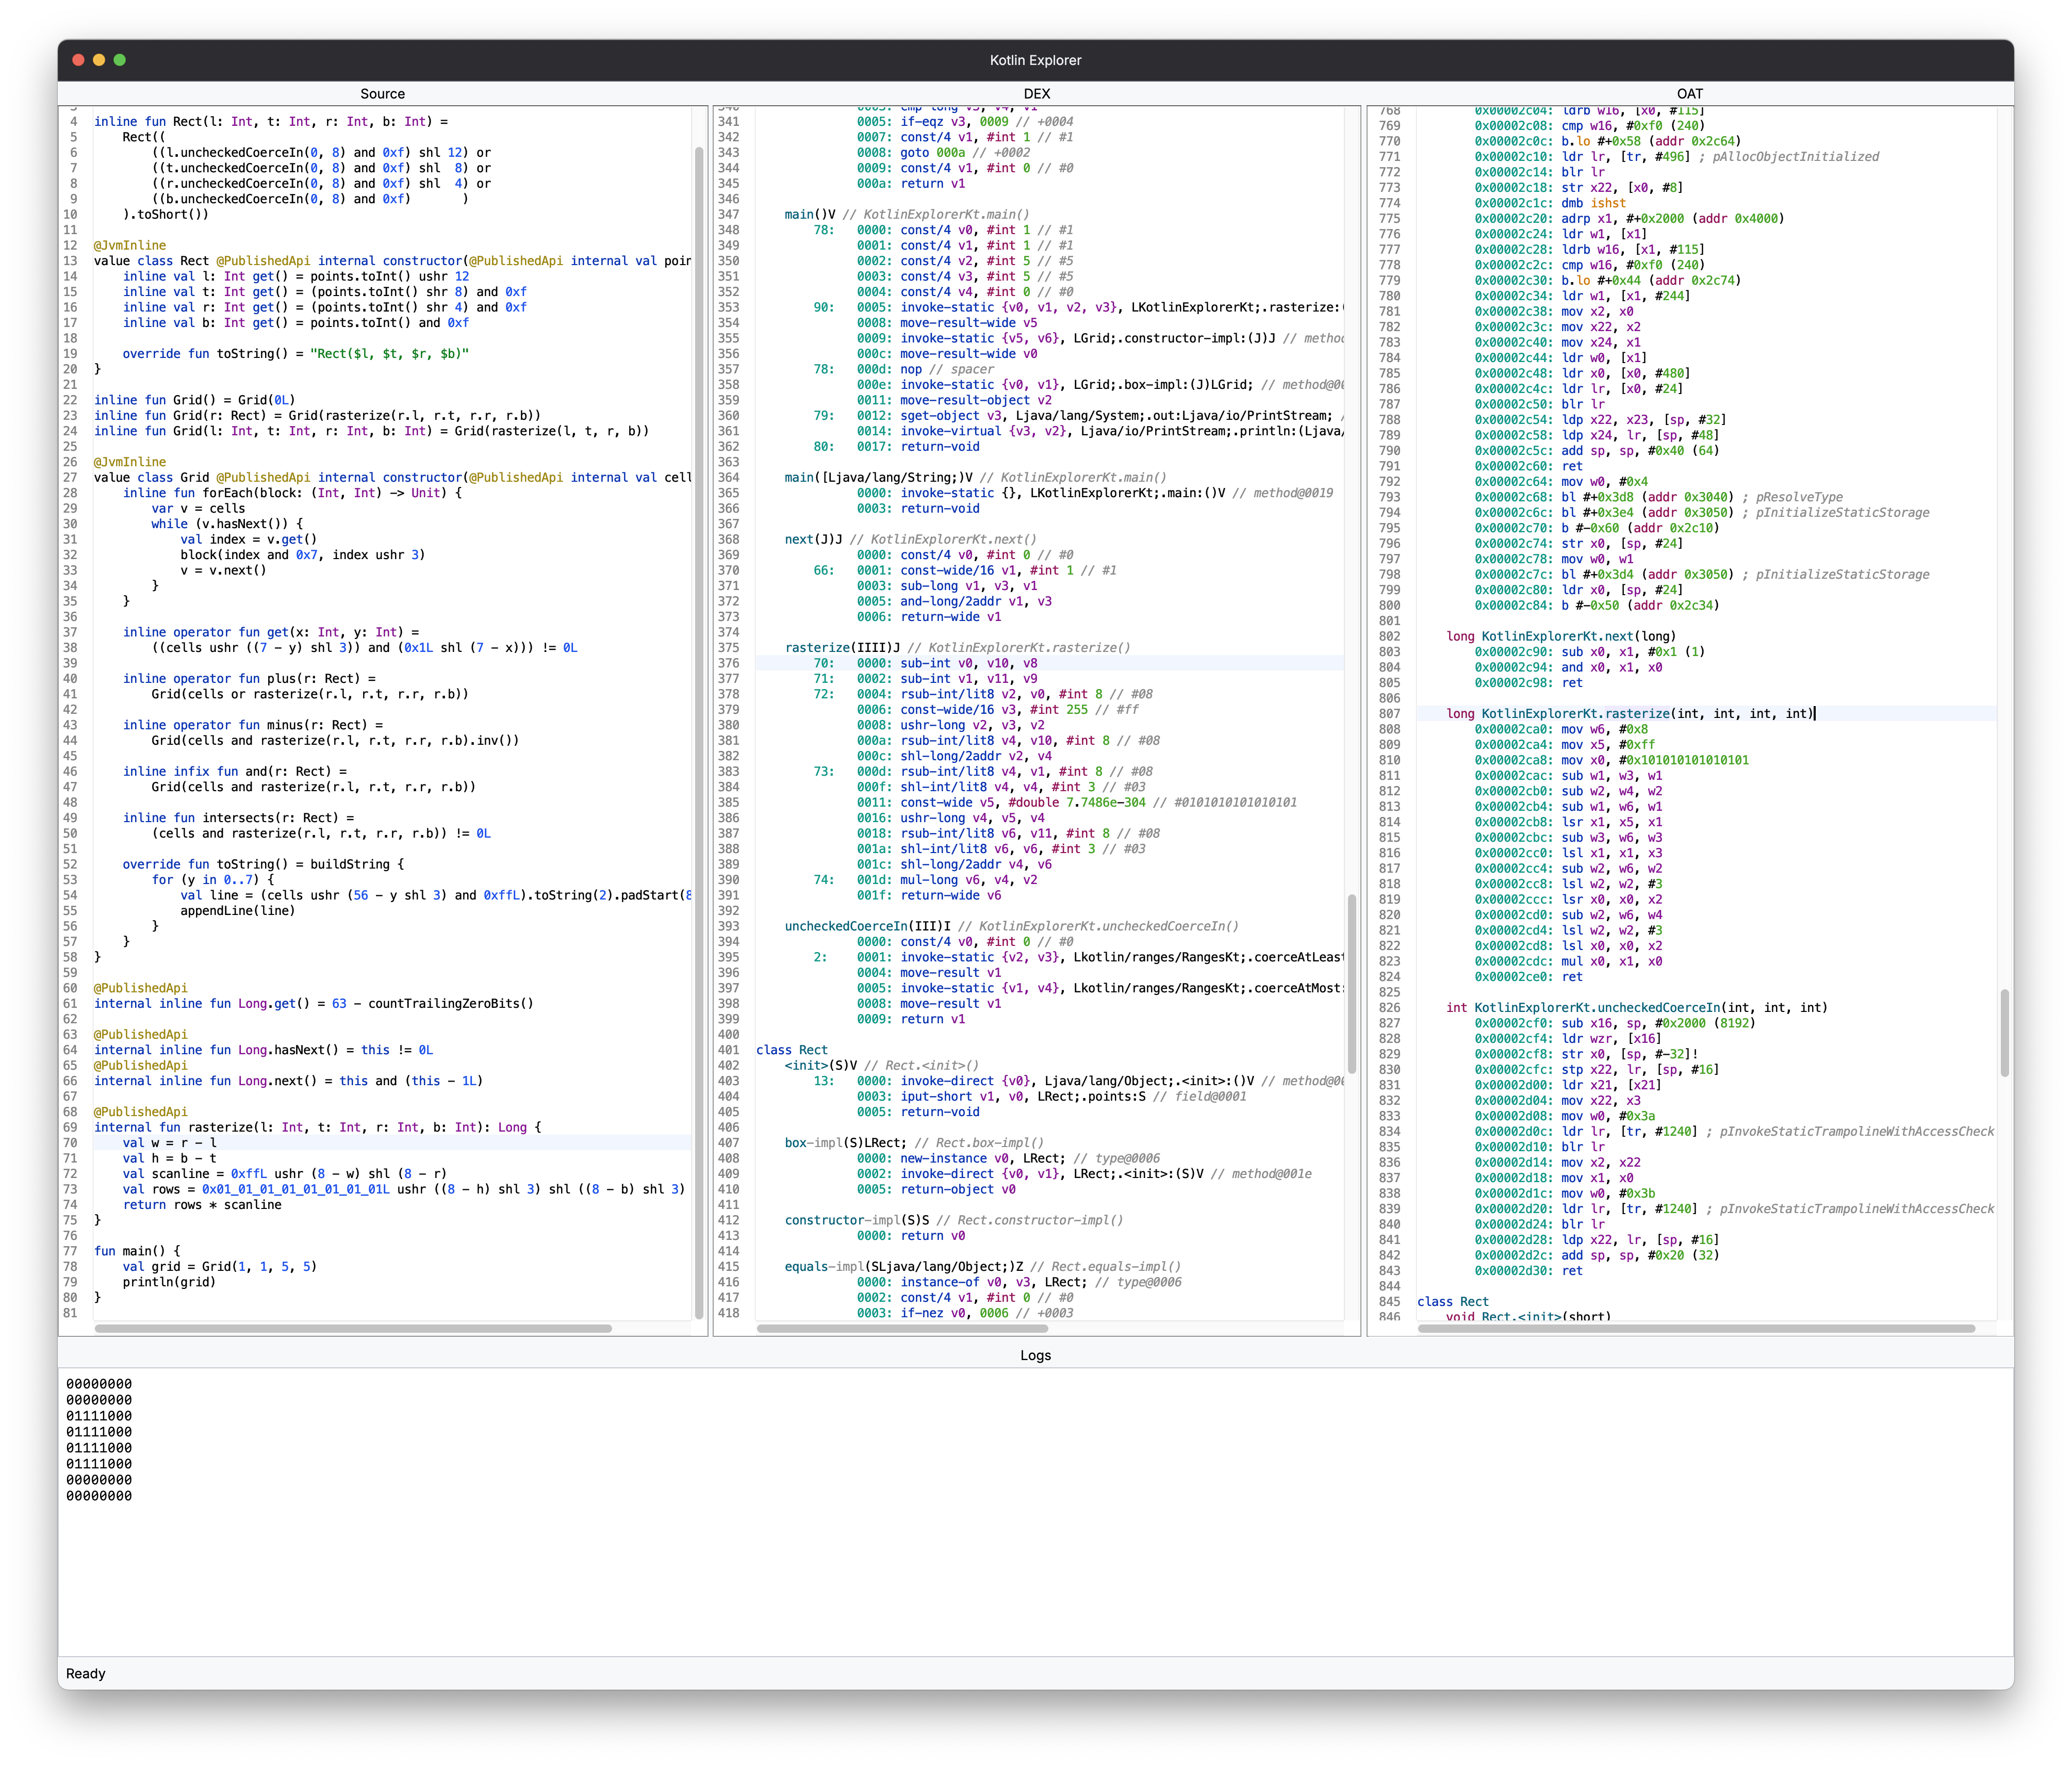 Kotlin Explorer
Source
4 inline fun Rect(l: Int, t: Int, r: Int, b: Int) =
5     Rect((
6         ((l.uncheckedCoerceIn(0, 8) and 0xf) shl 12) or
7         ((t.uncheckedCoerceIn(0, 8) and 0xf) shl  8) or
8         ((r.uncheckedCoerceIn(0, 8) and 0xf) shl  4) or
9         ((b.uncheckedCoerceIn(0, 8) and 0xf)       )
10     ).toShort())
11
12 @JvmInline
13 value class Rect @PublishedApi internal constructor(@PublishedApi internal val poin
14     inline val l: Int get() = points.toInt() ushr 12
15     inline val t: Int get() = (points.toInt() shr 8) and 0xf
16     inline val r: Int get() = (points.toInt() shr 4) and 0xf
17     inline val b: Int get() = points.toInt() and 0xf
18
19     override fun toString() = "Rect($l, $t, $r, $b)"
20 }
21
22 inline fun Grid() = Grid(0L)
23 inline fun Grid(r: Rect) = Grid(rasterize(r.l, r.t, r.r, r.b))
24 inline fun Grid(l: Int, t: Int, r: Int, b: Int) = Grid(rasterize(l, t, r, b))
25
26 @JvmInline
27 value class Grid @PublishedApi internal constructor(@PublishedApi internal val cell
28     inline fun forEach(block: (Int, Int) -> Unit) {
29         var v = cells
30         while (v.hasNext()) {
31             val index = v.get()
32             block(index and 0x7, index ushr 3)
33             v = v.next()
34         }
35     }
36
37     inline operator fun get(x: Int, y: Int) =
38         ((cells ushr ((7 - y) shl 3)) and (0x1L shl (7 - x))) != 0L
39
40     inline operator fun plus(r: Rect) =
41         Grid(cells or rasterize(r.l, r.t, r.r, r.b))
42
43     inline operator fun minus(r: Rect) =
44         Grid(cells and rasterize(r.l, r.t, r.r, r.b).inv())
45
46     inline infix fun and(r: Rect) =
47         Grid(cells and rasterize(r.l, r.t, r.r, r.b))
48
49     inline fun intersects(r: Rect) =
50         (cells and rasterize(r.l, r.t, r.r, r.b)) != 0L
51
52     override fun toString() = buildString {
53         for (y in 0..7) {
54             val line = (cells ushr (56 - y shl 3) and 0xffL).toString(2).padStart(8
55             appendLine(line)
56         }
57     }
58 }
59
60 @PublishedApi
61 internal inline fun Long.get() = 63 - countTrailingZeroBits()
62
63 @PublishedApi
64 internal inline fun Long.hasNext() = this != 0L
65 @PublishedApi
66 internal inline fun Long.next() = this and (this - 1L)
67
68 @PublishedApi
69 internal fun rasterize(l: Int, t: Int, r: Int, b: Int): Long {
70     val w = r - l
71     val h = b - t
72     val scanline = 0xffL ushr (8 - w) shl (8 - r)
73     val rows = 0x01_01_01_01_01_01_01_01L ushr ((8 - h) shl 3) shl ((8 - b) shl 3)
74     return rows * scanline
75 }
76
77 fun main() {
78     val grid = Grid(1, 1, 5, 5)
79     println(grid)
80 }
81
DEX
340 0003: cmp-long v3, v4, v1
341 0005: if-eqz v3, 0009 // +0004
342 0007: const/4 v1, #int 1 // #1
343 0008: goto 000a // +0002
344 0009: const/4 v1, #int 0 // #0
345 000a: return v1
346
347 main()V // KotlinExplorerKt.main()
348 78: 0000: const/4 v0, #int 1 // #1
349 0001: const/4 v1, #int 1 // #1
350 0002: const/4 v2, #int 5 // #5
351 0003: const/4 v3, #int 5 // #5
352 0004: const/4 v4, #int 0 // #0
353 90: 0005: invoke-static {v0, v1, v2, v3}, LKotlinExplorerKt;.rasterize:(
354 0008: move-result-wide v5
355 0009: invoke-static {v5, v6}, LGrid;.constructor-impl:(J)J // metho
356 000c: move-result-wide v0
357 78: 000d: nop // spacer
358 000e: invoke-static {v0, v1}, LGrid;.box-impl:(J)LGrid; // method@00
359 0011: move-result-object v2
360 79: 0012: sget-object v3, Ljava/lang/System;.out:Ljava/io/PrintStream; /
361 0014: invoke-virtual {v3, v2}, Ljava/io/PrintStream;.println:(Ljava/
362 80: 0017: return-void
363
364 main([Ljava/lang/String;)V // KotlinExplorerKt.main()
365 0000: invoke-static {}, LKotlinExplorerKt;.main:()V // method@0019
366 0003: return-void
367
368 next(J)J // KotlinExplorerKt.next()
369 0000: const/4 v0, #int 0 // #0
370 66: 0001: const-wide/16 v1, #int 1 // #1
371 0003: sub-long v1, v3, v1
372 0005: and-long/2addr v1, v3
373 0006: return-wide v1
374
375 rasterize(IIII)J // KotlinExplorerKt.rasterize()
376 70: 0000: sub-int v0, v10, v8
377 71: 0002: sub-int v1, v11, v9
378 72: 0004: rsub-int/lit8 v2, v0, #int 8 // #08
379 0006: const-wide/16 v3, #int 255 // #ff
380 0008: ushr-long v2, v3, v2
381 000a: rsub-int/lit8 v4, v10, #int 8 // #08
382 000c: shl-long/2addr v2, v4
383 73: 000d: rsub-int/lit8 v4, v1, #int 8 // #08
384 000f: shl-int/lit8 v4, v4, #int 3 // #03
385 0011: const-wide v5, #double 7.7486e-304 // #0101010101010101
386 0016: ushr-long v4, v5, v4
387 0018: rsub-int/lit8 v6, v11, #int 8 // #08
388 001a: shl-int/lit8 v6, v6, #int 3 // #03
389 001c: shl-long/2addr v4, v6
390 74: 001d: mul-long v6, v4, v2
391 001f: return-wide v6
392
393 uncheckedCoerceIn(III)I // KotlinExplorerKt.uncheckedCoerceIn()
394 0000: const/4 v0, #int 0 // #0
395 2: 0001: invoke-static {v2, v3}, Lkotlin/ranges/RangesKt;.coerceAtLeast
396 0004: move-result v1
397 0005: invoke-static {v1, v4}, Lkotlin/ranges/RangesKt;.coerceAtMost:
398 0008: move-result v1
399 0009: return v1
400
401 class Rect
402 <init>(S)V // Rect.<init>()
403 13: 0000: invoke-direct {v0}, Ljava/lang/Object;.<init>:()V // method@00
404 0003: iput-short v1, v0, LRect;.points:S // field@0001
405 0005: return-void
406
407 box-impl(S)LRect; // Rect.box-impl()
408 0000: new-instance v0, LRect; // type@0006
409 0002: invoke-direct {v0, v1}, LRect;.<init>:(S)V // method@001e
410 0005: return-object v0
411
412 constructor-impl(S)S // Rect.constructor-impl()
413 0000: return v0
414
415 equals-impl(SLjava/lang/Object;)Z // Rect.equals-impl()
416 0000: instance-of v0, v3, LRect; // type@0006
417 0002: const/4 v1, #int 0 // #0
418 0003: if-nez v0, 0006 // +0003
OAT
768 0x00002c04: ldrb w16, [x0, #115]
769 0x00002c08: cmp w16, #0xf0 (240)
770 0x00002c0c: b.lo #+0x58 (addr 0x2c64)
771 0x00002c10: ldr lr, [tr, #496] ; pAllocObjectInitialized
772 0x00002c14: blr lr
773 0x00002c18: str x22, [x0, #8]
774 0x00002c1c: dmb ishst
775 0x00002c20: adrp x1, #+0x2000 (addr 0x4000)
776 0x00002c24: ldr w1, [x1]
777 0x00002c28: ldrb w16, [x1, #115]
778 0x00002c2c: cmp w16, #0xf0 (240)
779 0x00002c30: b.lo #+0x44 (addr 0x2c74)
780 0x00002c34: ldr w1, [x1, #244]
781 0x00002c38: mov x2, x0
782 0x00002c3c: mov x22, x2
783 0x00002c40: mov x24, x1
784 0x00002c44: ldr w0, [x1]
785 0x00002c48: ldr x0, [x0, #480]
786 0x00002c4c: ldr lr, [x0, #24]
787 0x00002c50: blr lr
788 0x00002c54: ldp x22, x23, [sp, #32]
789 0x00002c58: ldp x24, lr, [sp, #48]
790 0x00002c5c: add sp, sp, #0x40 (64)
791 0x00002c60: ret
792 0x00002c64: mov w0, #0x4
793 0x00002c68: bl #+0x3d8 (addr 0x3040) ; pResolveType
794 0x00002c6c: bl #+0x3e4 (addr 0x3050) ; pInitializeStaticStorage
795 0x00002c70: b #-0x60 (addr 0x2c10)
796 0x00002c74: str x0, [sp, #24]
797 0x00002c78: mov w0, w1
798 0x00002c7c: bl #+0x3d4 (addr 0x3050) ; pInitializeStaticStorage
799 0x00002c80: ldr x0, [sp, #24]
800 0x00002c84: b #-0x50 (addr 0x2c34)
801
802 long KotlinExplorerKt.next(long)
803 0x00002c90: sub x0, x1, #0x1 (1)
804 0x00002c94: and x0, x1, x0
805 0x00002c98: ret
806
807 long KotlinExplorerKt.rasterize(int, int, int, int)
808 0x00002ca0: mov w6, #0x8
809 0x00002ca4: mov x5, #0xff
810 0x00002ca8: mov x0, #0x101010101010101
811 0x00002cac: sub w1, w3, w1
812 0x00002cb0: sub w2, w4, w2
813 0x00002cb4: sub w1, w6, w1
814 0x00002cb8: lsr x1, x5, x1
815 0x00002cbc: sub w3, w6, w3
816 0x00002cc0: lsl x1, x1, x3
817 0x00002cc4: sub w2, w6, w2
818 0x00002cc8: lsl w2, w2, #3
819 0x00002ccc: lsr x0, x0, x2
820 0x00002cd0: sub w2, w6, w4
821 0x00002cd4: lsl w2, w2, #3
822 0x00002cd8: lsl x0, x0, x2
823 0x00002cdc: mul x0, x1, x0
824 0x00002ce0: ret
825
826 int KotlinExplorerKt.uncheckedCoerceIn(int, int, int)
827 0x00002cf0: sub x16, sp, #0x2000 (8192)
828 0x00002cf4: ldr wzr, [x16]
829 0x00002cf8: str x0, [sp, #-32]!
830 0x00002cfc: stp x22, lr, [sp, #16]
831 0x00002d00: ldr x21, [x21]
832 0x00002d04: mov x22, x3
833 0x00002d08: mov w0, #0x3a
834 0x00002d0c: ldr lr, [tr, #1240] ; pInvokeStaticTrampolineWithAccessCheck
835 0x00002d10: blr lr
836 0x00002d14: mov x2, x22
837 0x00002d18: mov x1, x0
838 0x00002d1c: mov w0, #0x3b
839 0x00002d20: ldr lr, [tr, #1240] ; pInvokeStaticTrampolineWithAccessCheck
840 0x00002d24: blr lr
841 0x00002d28: ldp x22, lr, [sp, #16]
842 0x00002d2c: add sp, sp, #0x20 (32)
843 0x00002d30: ret
844
845 class Rect
846 void Rect.<init>(short)
Logs
00000000
00000000
01111000
01111000
01111000
01111000
00000000
00000000
Ready